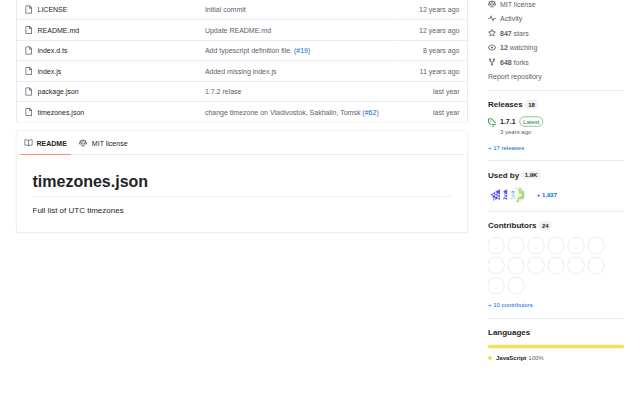 LICENSE Initial commit 12 years ago
README.md Update README.md 12 years ago
index.d.ts Add typescript definition file. (#19) 8 years ago
index.js Added missing index.js 11 years ago
package.json 1.7.2 relase last year
timezones.json change timezone on Vladivostok, Sakhalin, Tomsk (#62) last year
README MIT license
timezones.json
Full list of UTC timezones
MIT license
Activity
847 stars
12 watching
648 forks
Report repository
Releases 18
1.7.1 Latest
3 years ago
+ 17 releases
Used by 1.9K
+ 1,937
Contributors 24
+ 10 contributors
Languages
JavaScript 100%